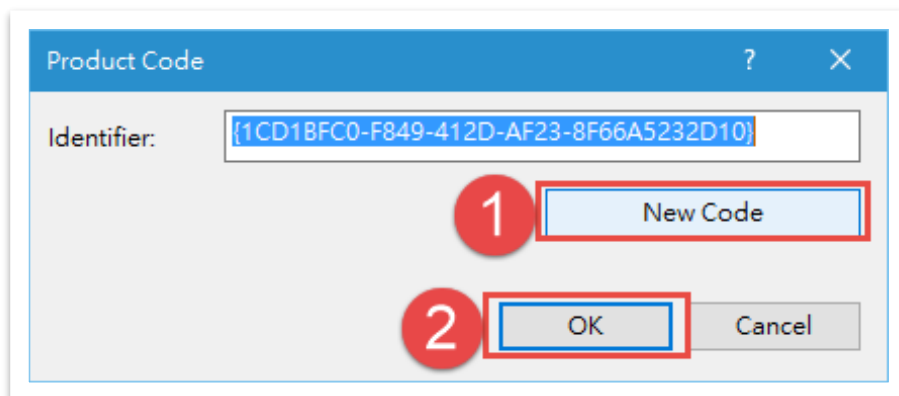 Product Code ?
Identifier: {1CD1BFC0-F849-412D-AF23-8F66A5232D10}
1 New Code
2 OK Cancel